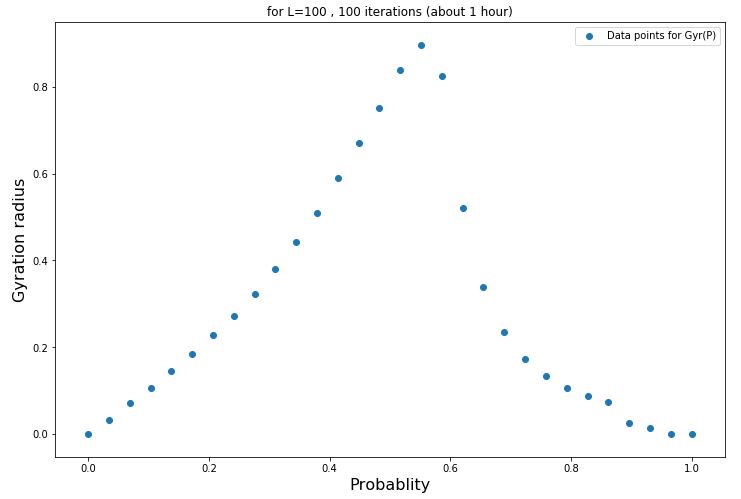 for L=100 , 100 iterations (about 1 hour)
Data points for Gyr(P)
Gyration radius
0.8
0.6
0.4
0.2
0.0
0.0 0.2 0.4 0.6 0.8 1.0
Probablity